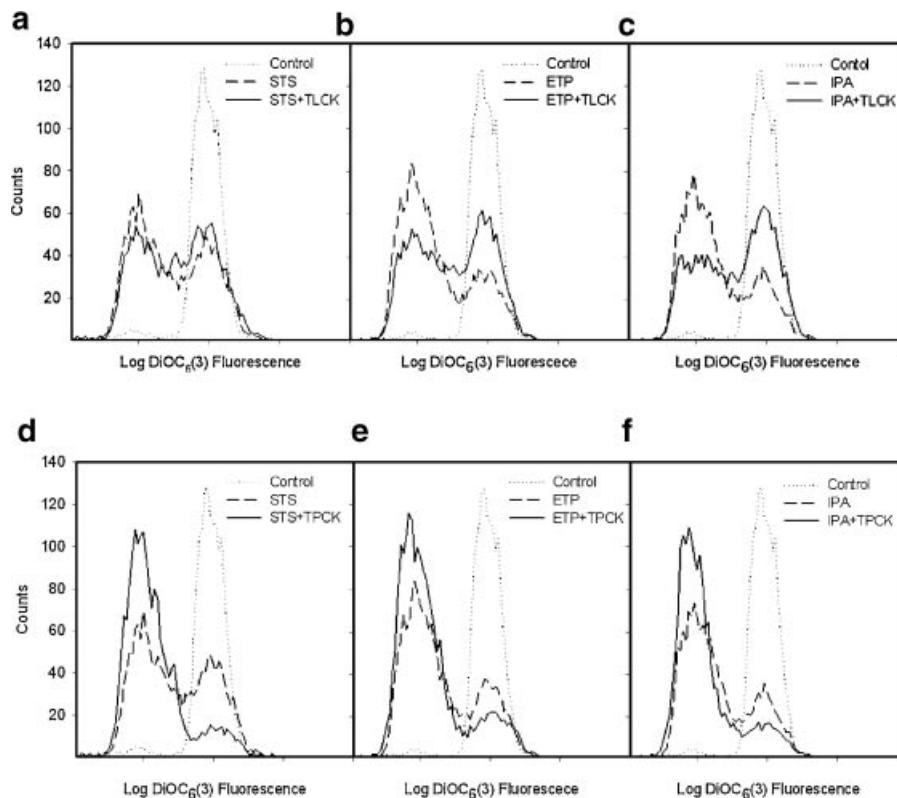 a
140
120
100
80
60
40
20
Counts
Control
STS
STS+TLCK
Log DiOC6(3) Fluorescence
b
Control
ETP
ETP+TLCK
Log DiOC6(3) Fluorescece
c
Contol
IPA
IPA+TLCK
Log DiOC6(3) Fluorescence
d
140
120
100
80
60
40
20
Counts
Control
STS
STS+TPCK
Log DiOC6(3) Fluorescence
e
Control
ETP
ETP+TPCK
Log DiOC6(3) Fluorescece
f
Control
IPA
IPA+TPCK
Log DiOC6(3) Fluorescence